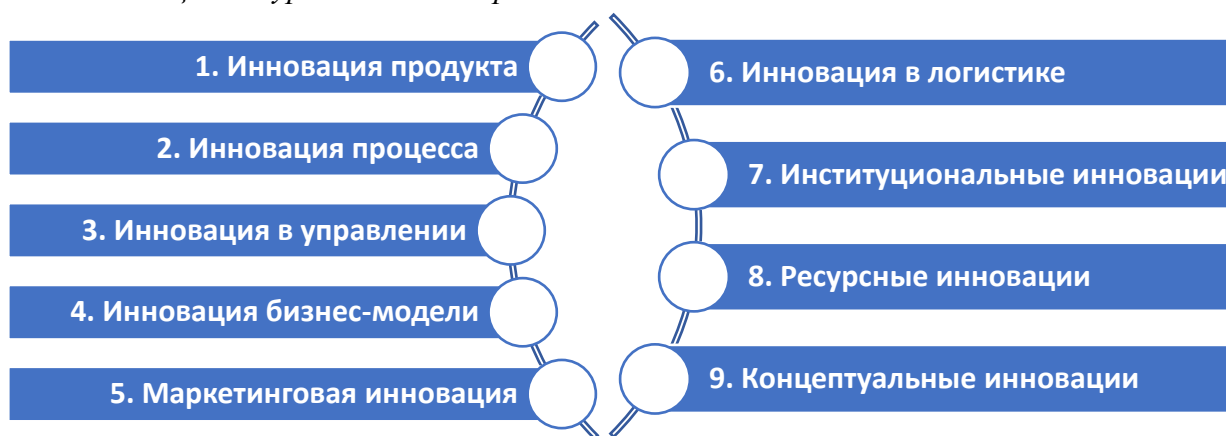 1. Инновация продукта
2. Инновация процесса
3. Инновация в управлении
4. Инновация бизнес-модели
5. Маркетинговая инновация
6. Инновация в логистике
7. Институциональные инновации
8. Ресурсные инновации
9. Концептуальные инновации